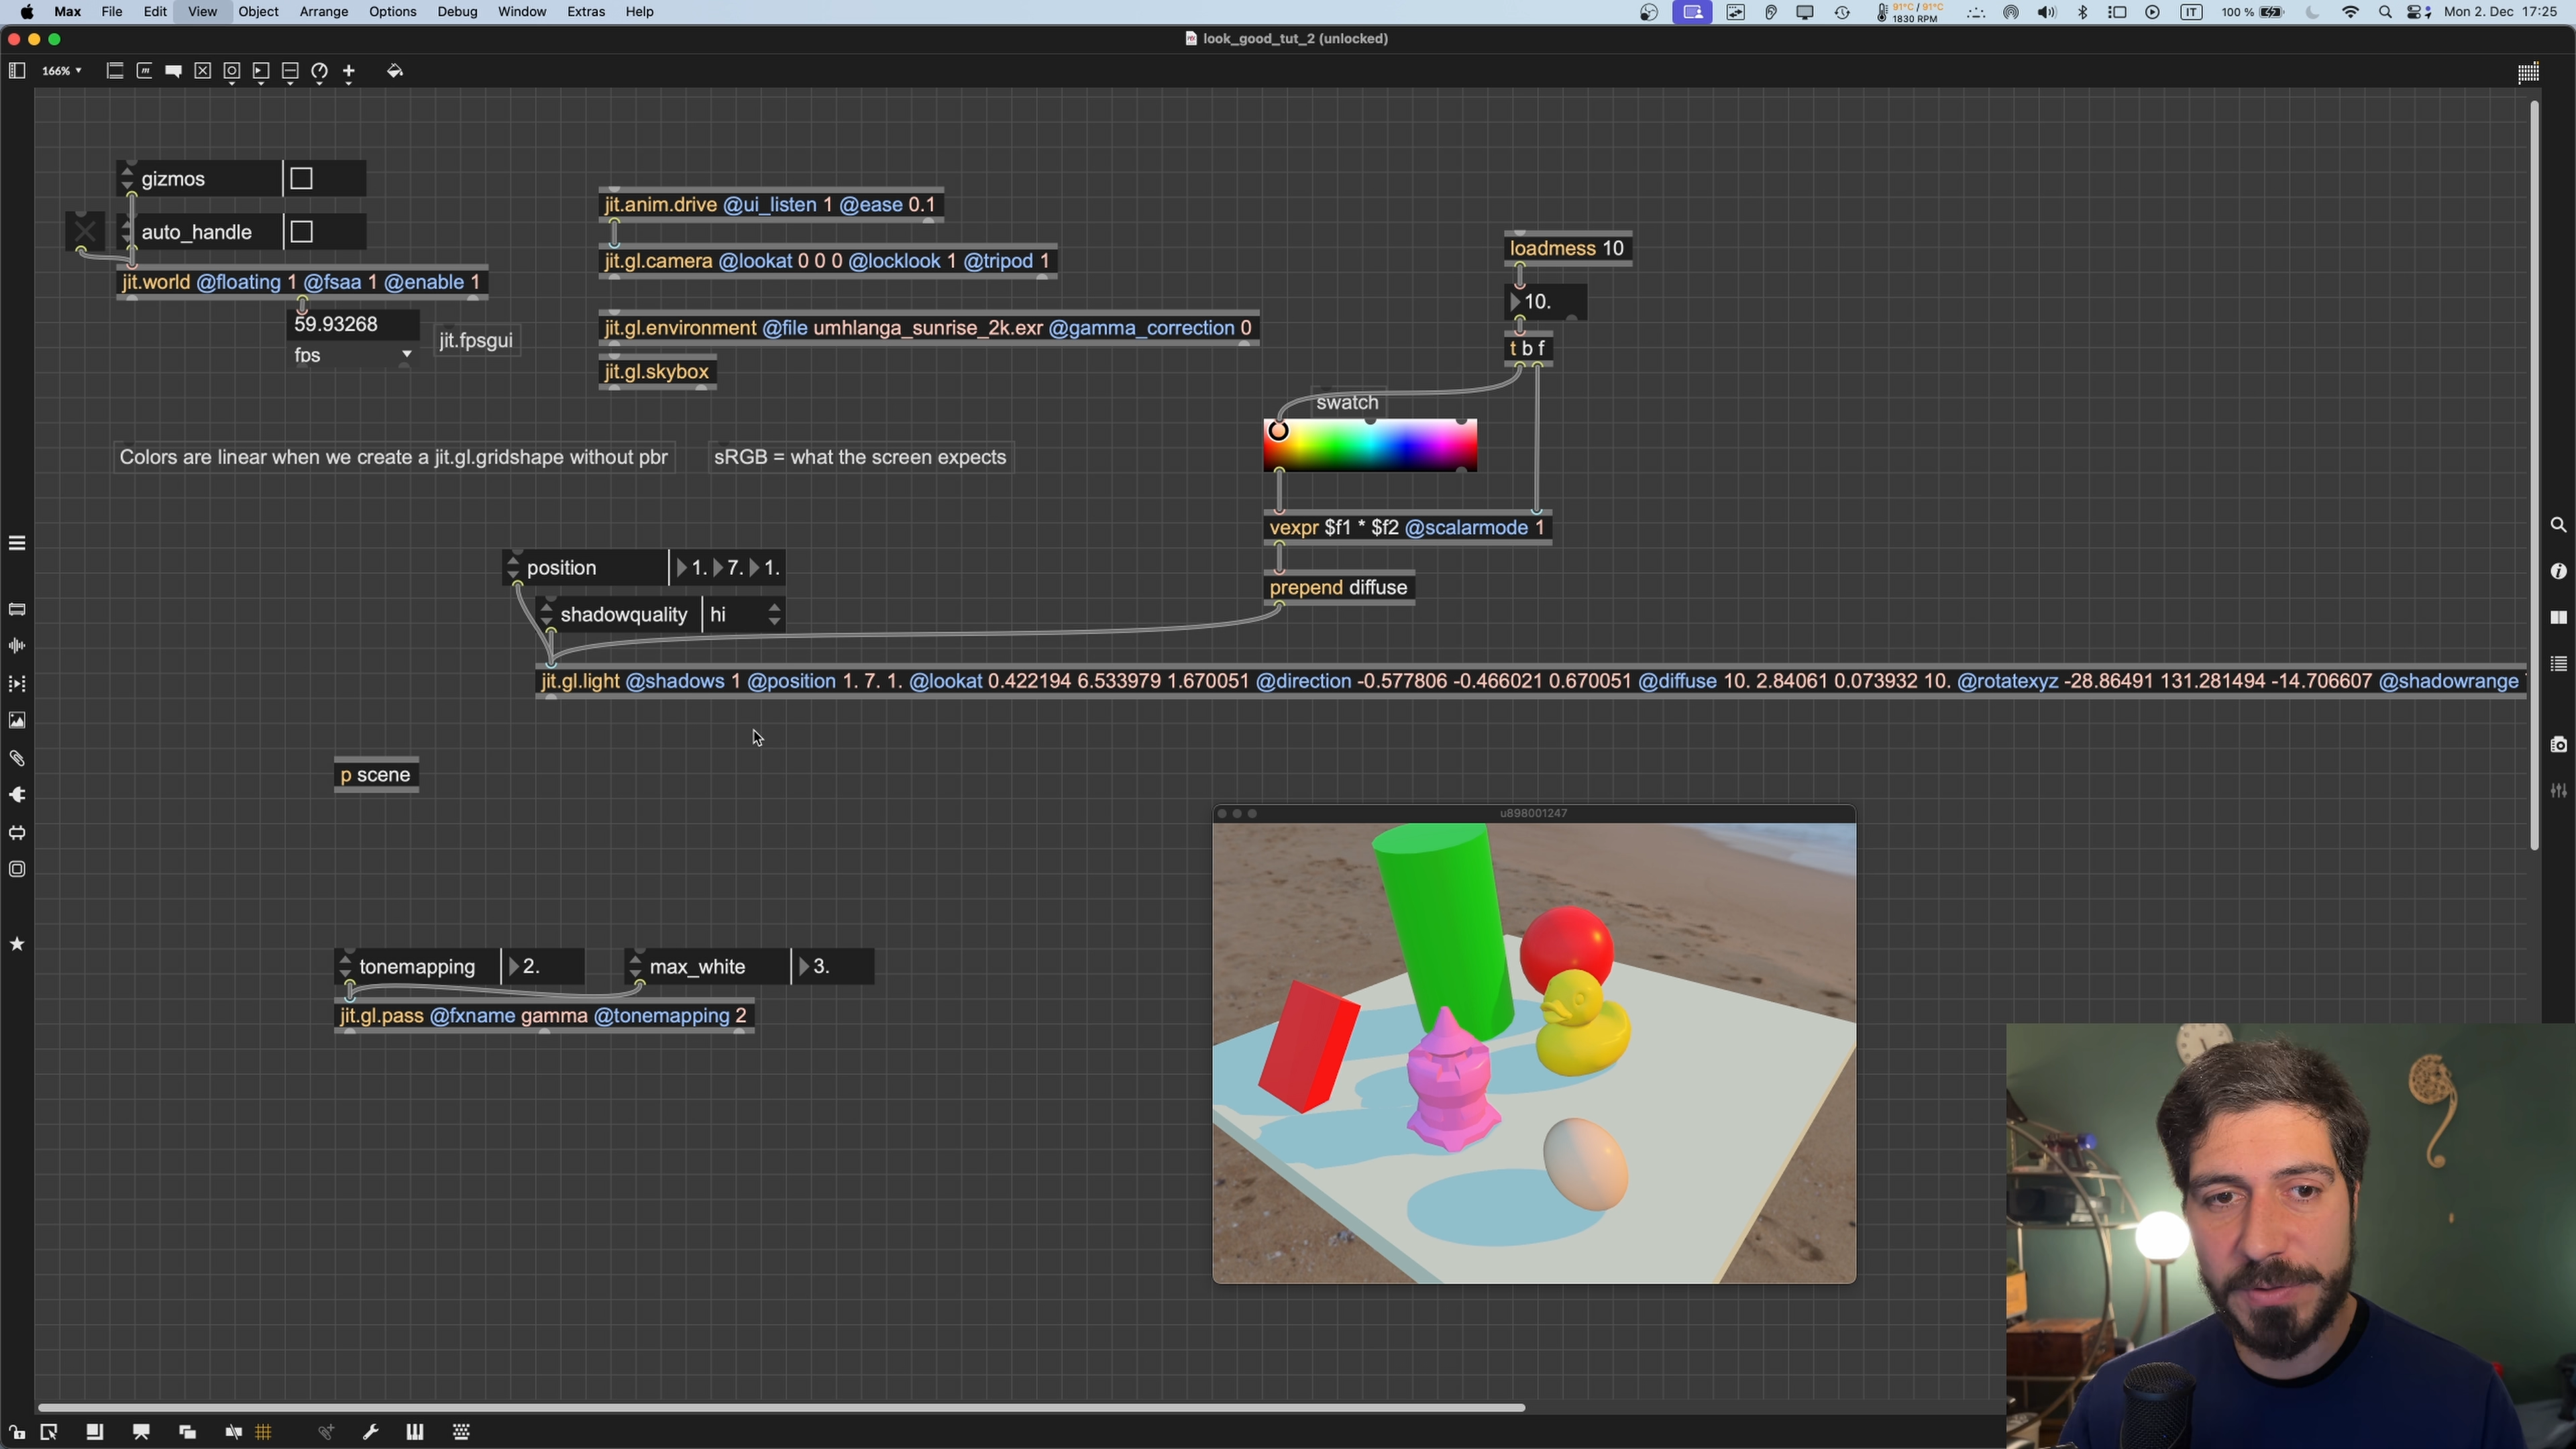 Max File Edit View Object Arrange Options Debug Window Extras Help
91°C / 91°C
1830 RPM
IT
100 %
Mon 2. Dec 17:25
look_good_tut_2 (unlocked)
166%
gizmos
auto_handle
jit.world @floating 1 @fsaa 1 @enable 1
59.93268
fps
jit.fpsgui
jit.anim.drive @ui_listen 1 @ease 0.1
jit.gl.camera @lookat 0 0 0 @locklook 1 @tripod 1
jit.gl.environment @file umhlanga_sunrise_2k.exr @gamma_correction 0
jit.gl.skybox
loadmess 10
10.
t b f
swatch
Colors are linear when we create a jit.gl.gridshape without pbr
sRGB = what the screen expects
vexpr $f1 * $f2 @scalarmode 1
prepend diffuse
position 1. 7. 1.
shadowquality hi
jit.gl.light @shadows 1 @position 1. 7. 1. @lookat 0.422194 6.533979 1.670051 @direction -0.577806 -0.466021 0.670051 @diffuse 10. 2.84061 0.073932 10. @rotatexyz -28.86491 131.281494 -14.706607 @shadowrange
p scene
u898001247
tonemapping 2.
max_white 3.
jit.gl.pass @fxname gamma @tonemapping 2